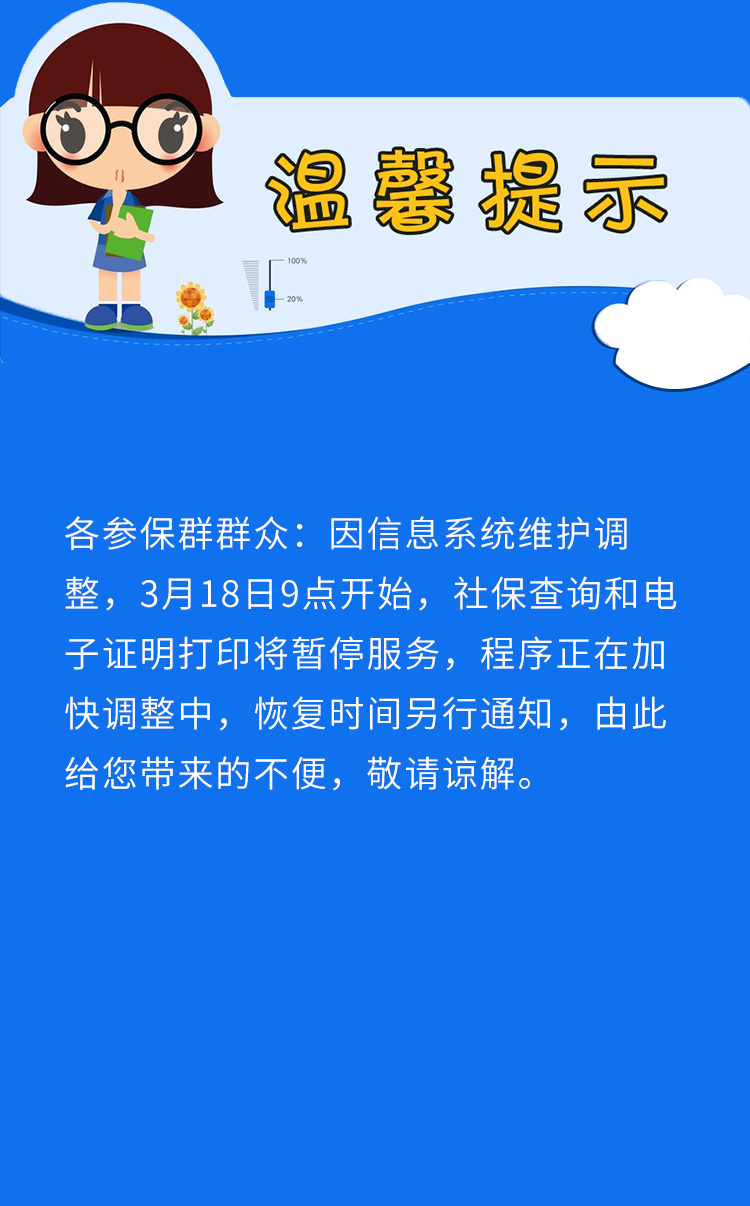 温馨提示
100%
20%
各参保群群众：因信息系统维护调
整，3月18日9点开始，社保查询和电
子证明打印将暂停服务，程序正在加
快调整中，恢复时间另行通知，由此
给您带来的不便，敬请谅解。